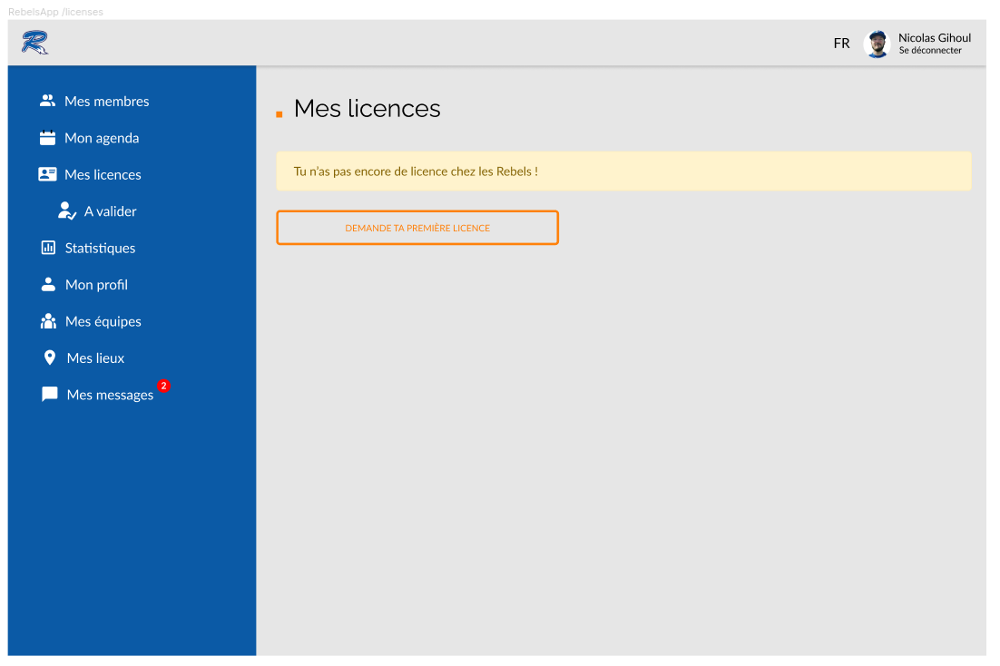 RebelsApp /licenses
FR
Nicolas Gihoul
Se déconnecter
Mes membres
Mon agenda
Mes licences
A valider
Statistiques
Mon profil
Mes équipes
Mes lieux
Mes messages
2
Mes licences
Tu n'as pas encore de licence chez les Rebels !
DEMANDE TA PREMIÈRE LICENCE